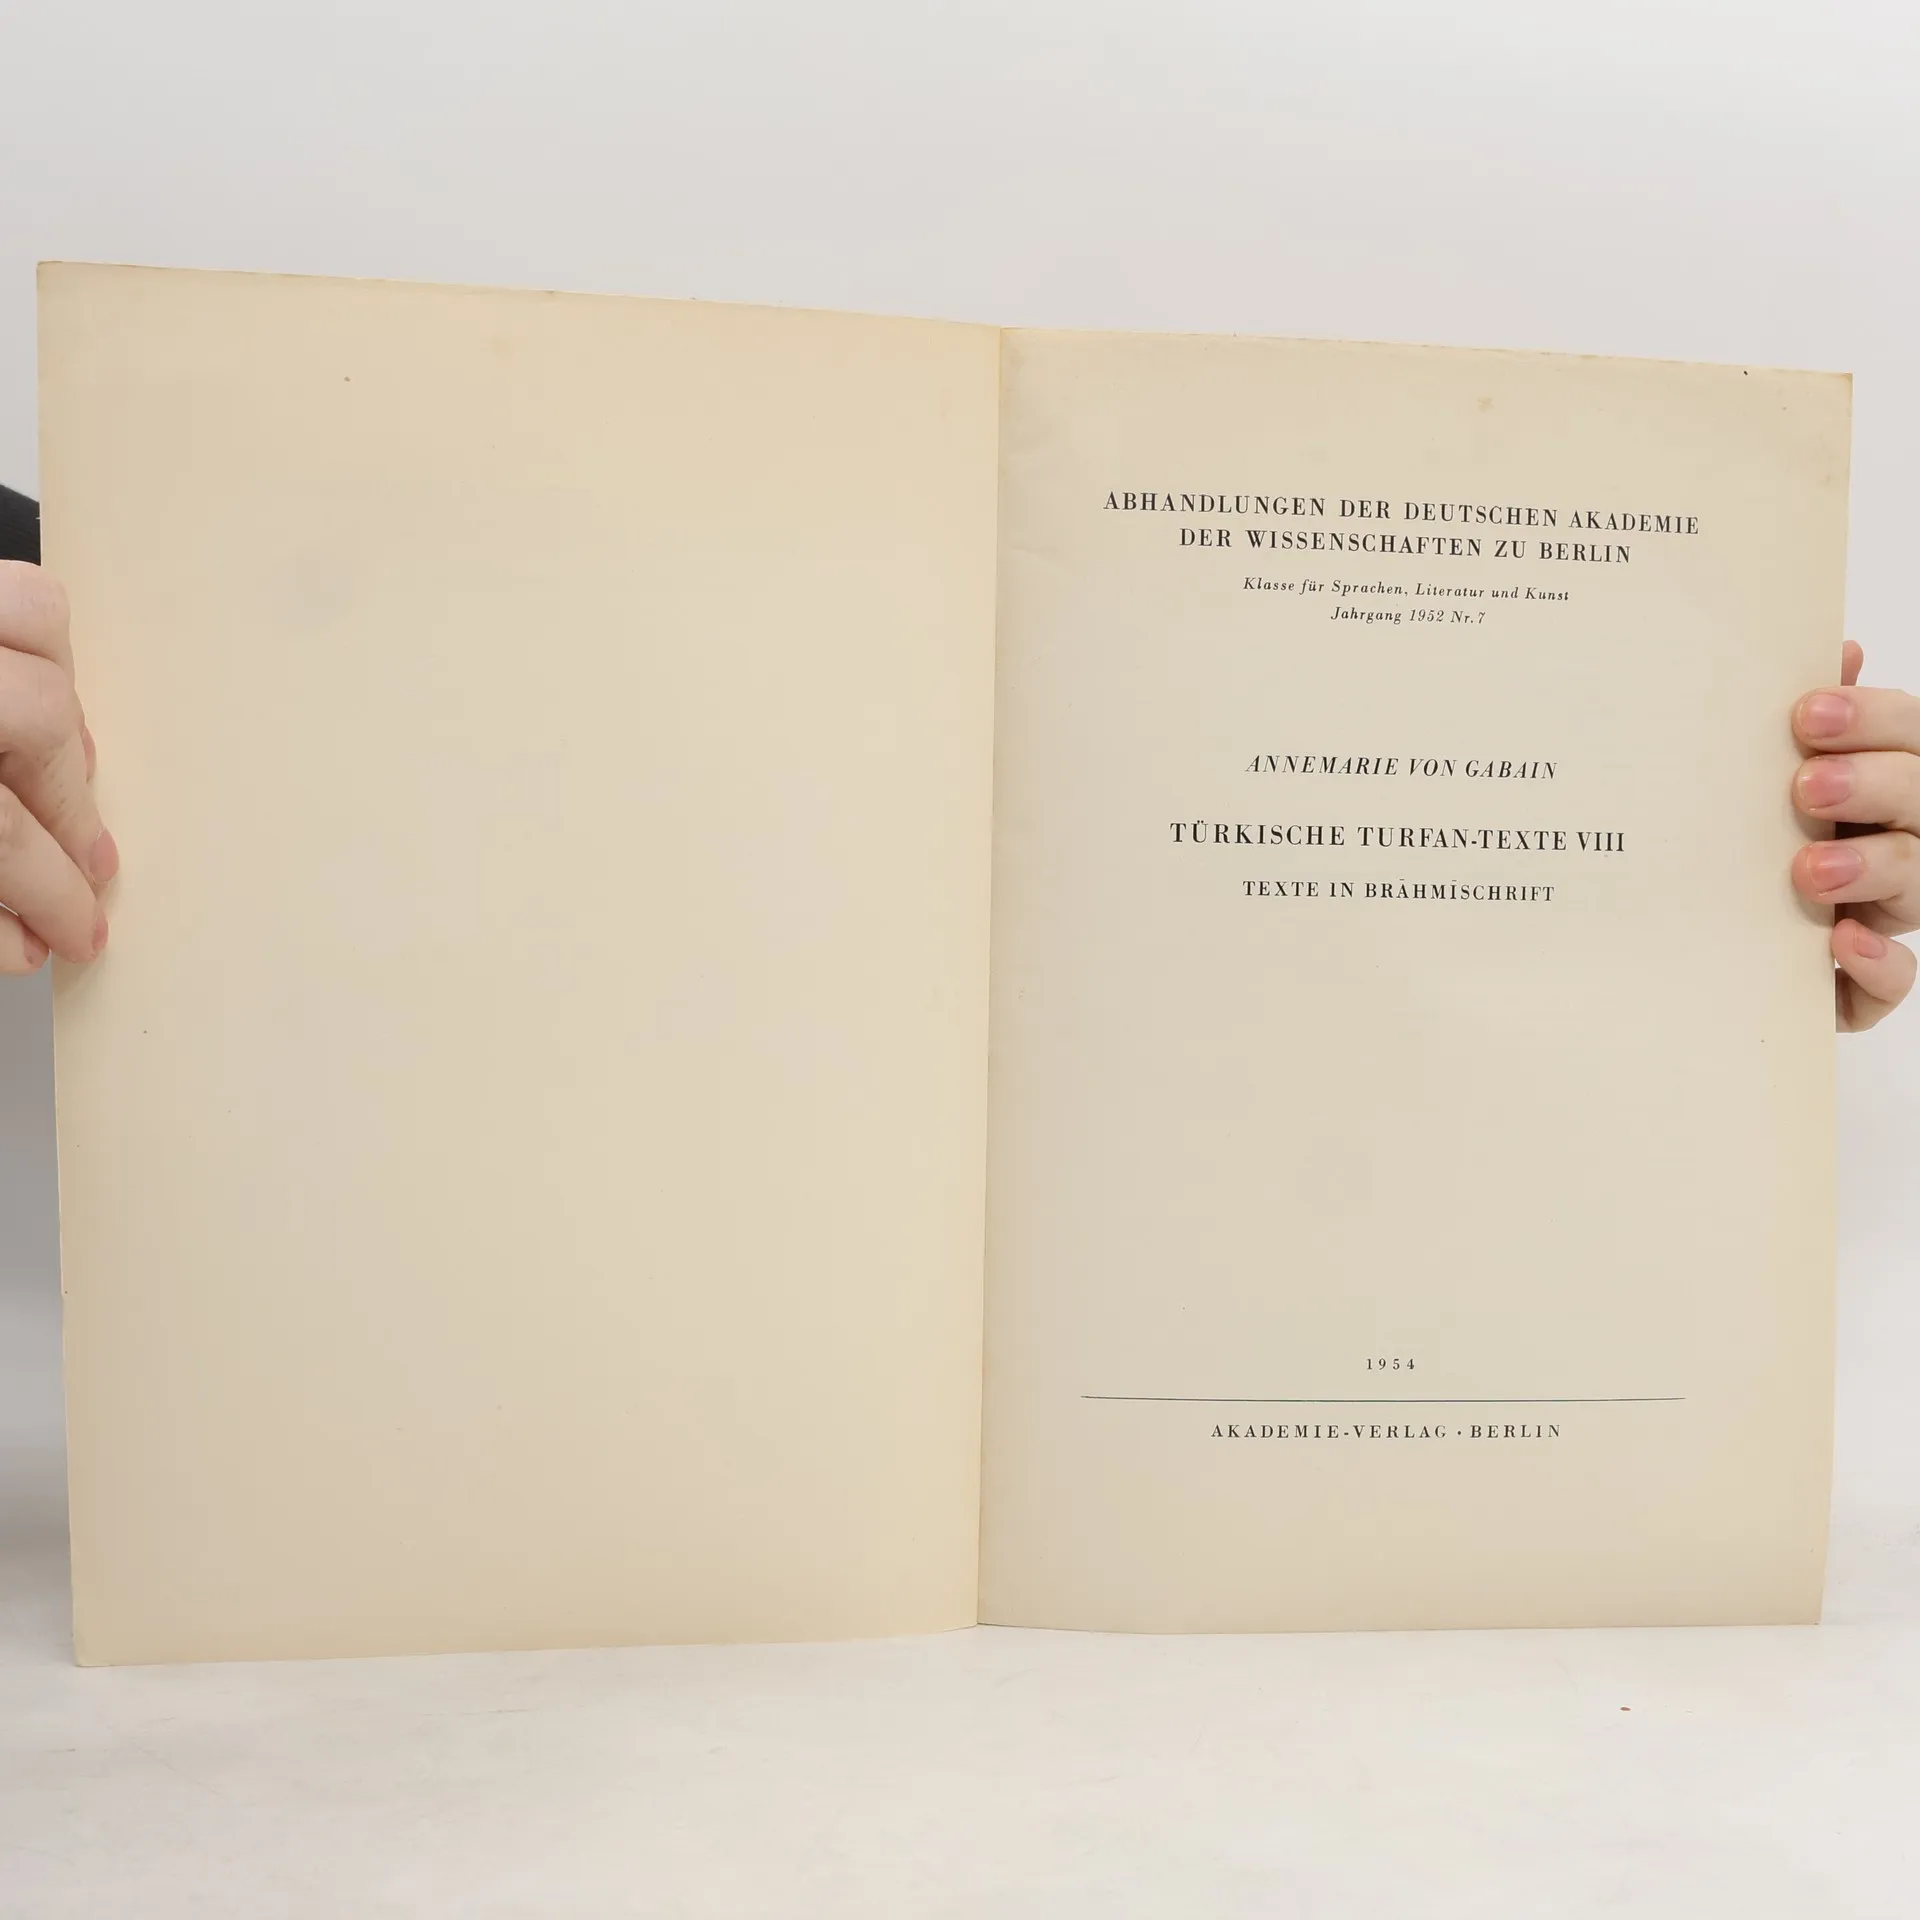 ABHANDLUNGEN DER DEUTSCHEN AKADEMIE
DER WISSENSCHAFTEN ZU BERLIN
Klasse für Sprachen, Literatur und Kunst
Jahrgang 1952 Nr. 7
ANNEMARIE VON GABAIN
TÜRKISCHE TURFAN-TEXTE VIII
TEXTE IN BRĀHMĪSCHRIFT
1954
AKADEMIE-VERLAG · BERLIN